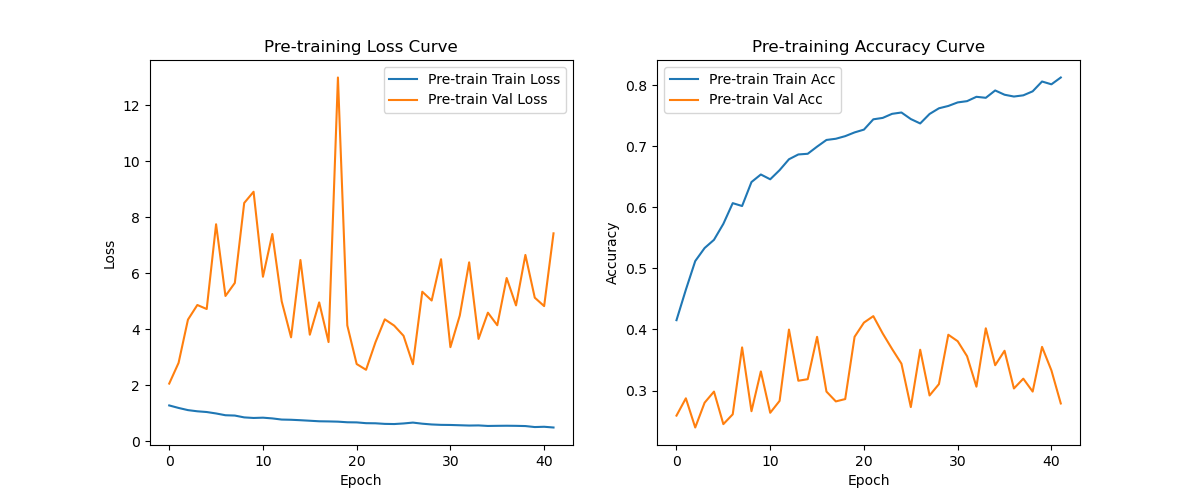 Pre-training Loss Curve
Pre-train Train Loss
Pre-train Val Loss
12
10
8
6
4
2
0
Loss
0 10 20 30 40
Epoch
Pre-training Accuracy Curve
Pre-train Train Acc
Pre-train Val Acc
0.8
0.7
0.6
0.5
0.4
0.3
Accuracy
0 10 20 30 40
Epoch